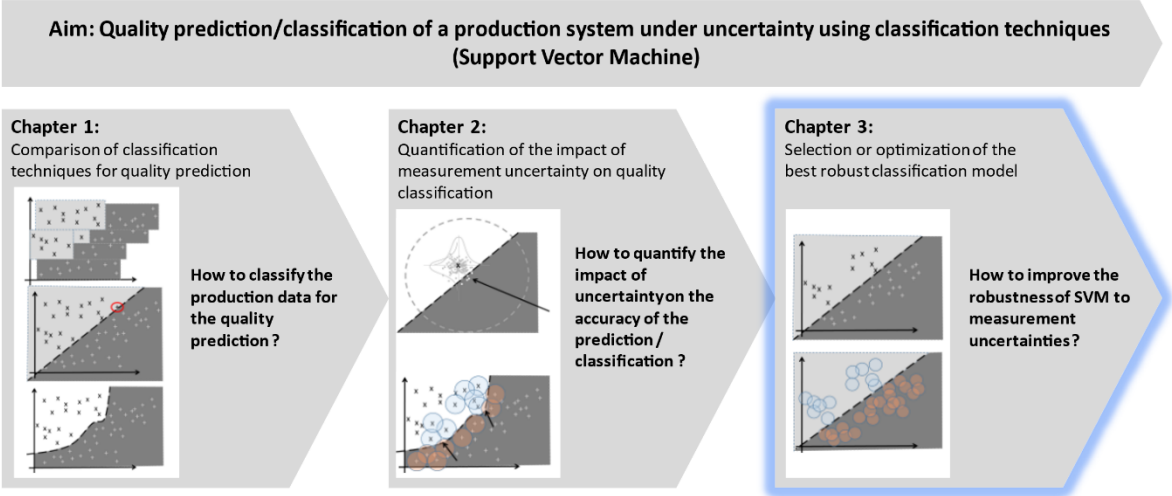 Aim: Quality prediction/classification of a production system under uncertainty using classification techniques
(Support Vector Machine)
Chapter 1:
Comparison of classification
techniques for quality prediction
How to classify the
production data for
the quality
prediction ?
Chapter 2:
Quantification of the impact of
measurement uncertainty on quality
classification
How to quantify the
impact of
uncertainty on the
accuracy of the
prediction /
classification ?
Chapter 3:
Selection or optimization of the
best robust classification model
How to improve the
robustness of SVM to
measurement
uncertainties ?